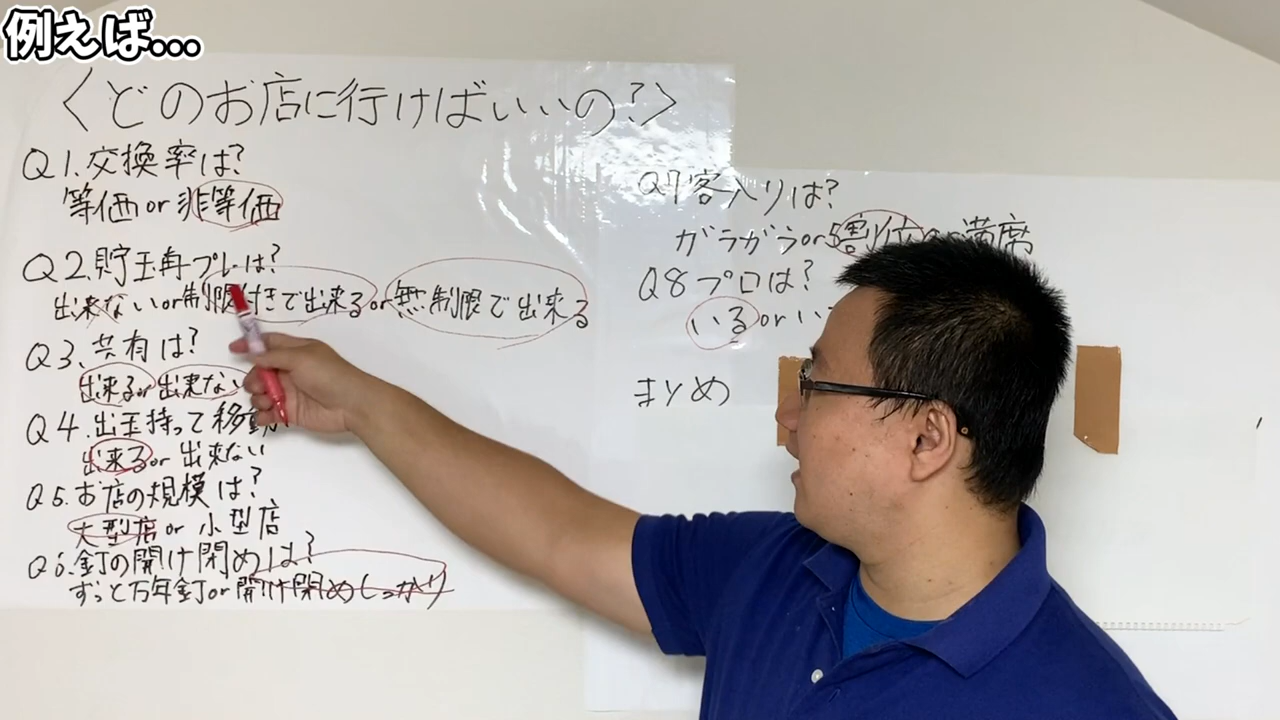 例えば...
〈どのお店に行けばいいの?〉
Q1.交換率は?
等価or非等価
Q2.貯玉再プレは?
出来ないor制限付きで出来るor無制限で出来る
Q3.共有は?
出来るor出来ない
Q4.出玉持って移動
出来るor出来ない
Q5.お店の規模は?
大型店or小型店
Q6.釘の開け閉めは?
ずっと万年釘or開け閉めしっかり
Q7客入りは?
ガラガラor5割位or満席
Q8プロは?
いるorい
まとめ